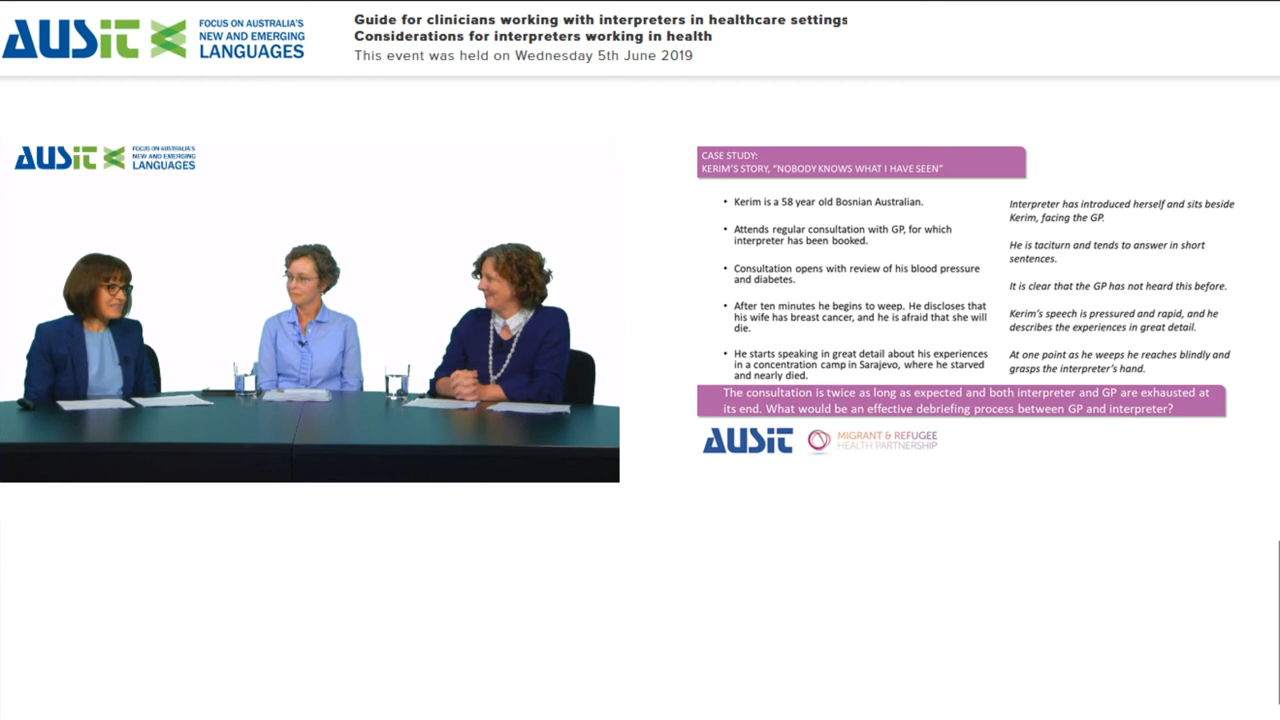 AUSiT
FOCUS ON AUSTRALIA'S
NEW AND EMERGING
LANGUAGES
Guide for clinicians working with interpreters in healthcare settings
Considerations for interpreters working in health
This event was held on Wednesday 5th June 2019
AUSiT
FOCUS ON AUSTRALIA'S
NEW AND EMERGING
LANGUAGES
CASE STUDY:
KERIM'S STORY, "NOBODY KNOWS WHAT I HAVE SEEN"
• Kerim is a 58 year old Bosnian Australian.
• Attends regular consultation with GP, for which
interpreter has been booked.
• Consultation opens with review of his blood pressure
and diabetes.
• After ten minutes he begins to weep. He discloses that
his wife has breast cancer, and he is afraid that she will
die.
• He starts speaking in great detail about his experiences
in a concentration camp in Sarajevo, where he starved
and nearly died.
Interpreter has introduced herself and sits beside
Kerim, facing the GP.
He is taciturn and tends to answer in short
sentences.
It is clear that the GP has not heard this before.
Kerim's speech is pressured and rapid, and he
describes the experiences in great detail.
At one point as he weeps he reaches blindly and
grasps the interpreter's hand.
The consultation is twice as long as expected and both interpreter and GP are exhausted at
its end. What would be an effective debriefing process between GP and interpreter?
AUSiT
MIGRANT & REFUGEE
HEALTH PARTNERSHIP